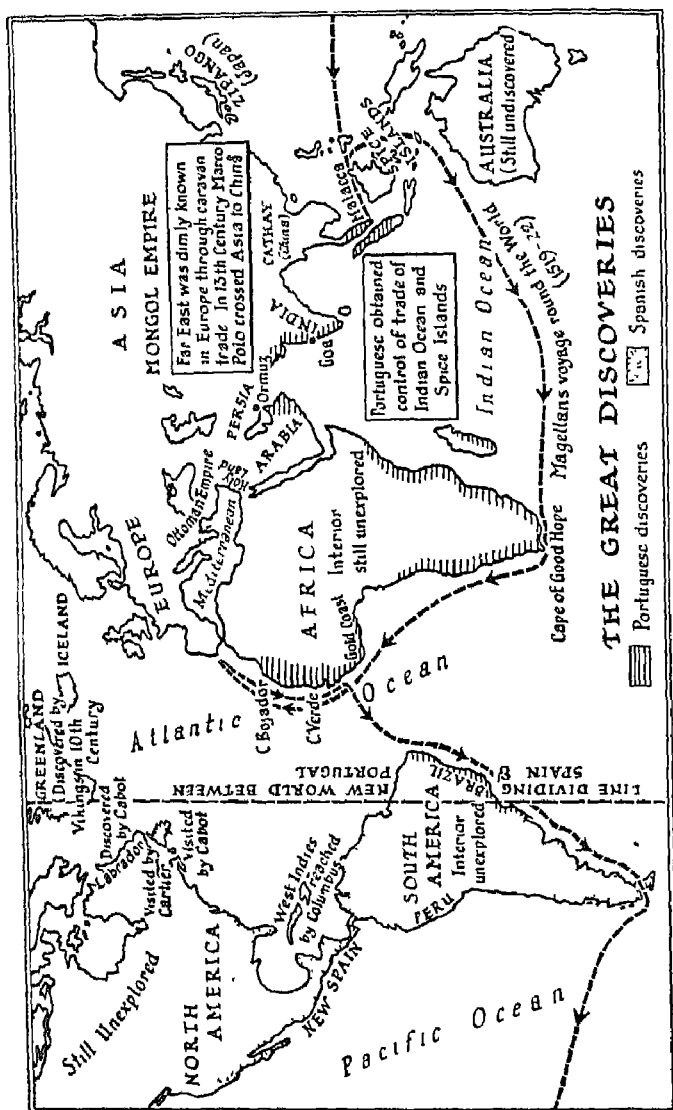 THE GREAT DISCOVERIES
Portuguese discoveries
Spanish discoveries
GREENLAND
(Discovered by
Vikings in 10th
Century
ICELAND
Discovered
by Cabot
Labrador
Visited by
Cartier
Visited
by Cabot
Still Unexplored
NORTH
AMERICA
West Indies
reached
by Columbus
NEW SPAIN
Pacific Ocean
SOUTH
AMERICA
Interior
unexplored
PERU
BRAZIL
LINE DIVIDING NEW WORLD BETWEEN
SPAIN & PORTUGAL
Atlantic
Ocean
EUROPE
Mediterranean
Ottoman Empire
Holy
Land
C Bojador
C Verde
Gold Coast
AFRICA
Interior
still unexplored
Cape of Good Hope
Magellans voyage round the World
(1519-22)
ARABIA
PERSIA
Ormuz
ASIA
MONGOL EMPIRE
Far East was dimly known
in Europe through caravan
trade In 13th Century Marco
Polo crossed Asia to China
ZIPANGO
(Japan)
CATHAY
(China)
INDIA
Goa
Malacca
SPICE
ISLANDS
Portuguese obtained
control of trade of
Indian Ocean and
Spice Islands
Indian Ocean
AUSTRALIA
(Still undiscovered)